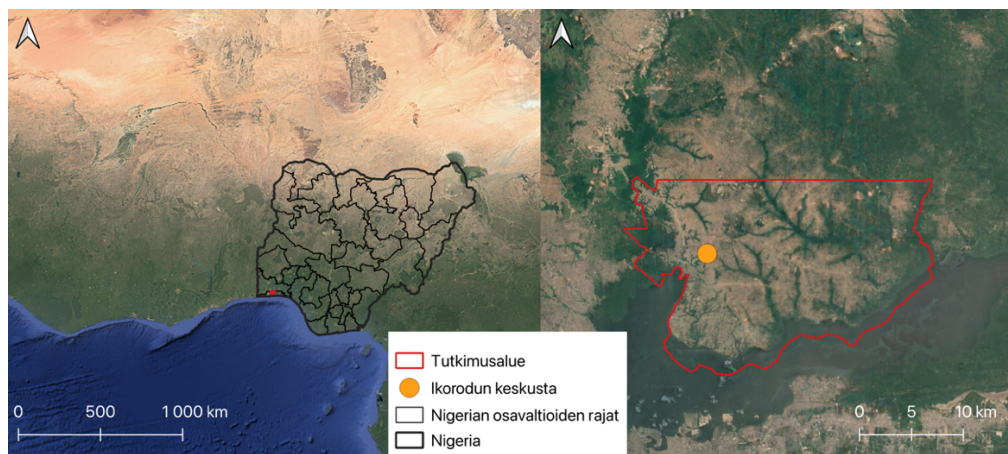 Tutkimusalue
Ikorodun keskusta
Nigerian osavaltioiden rajat
Nigeria
0 500 1 000 km
0 5 10 km